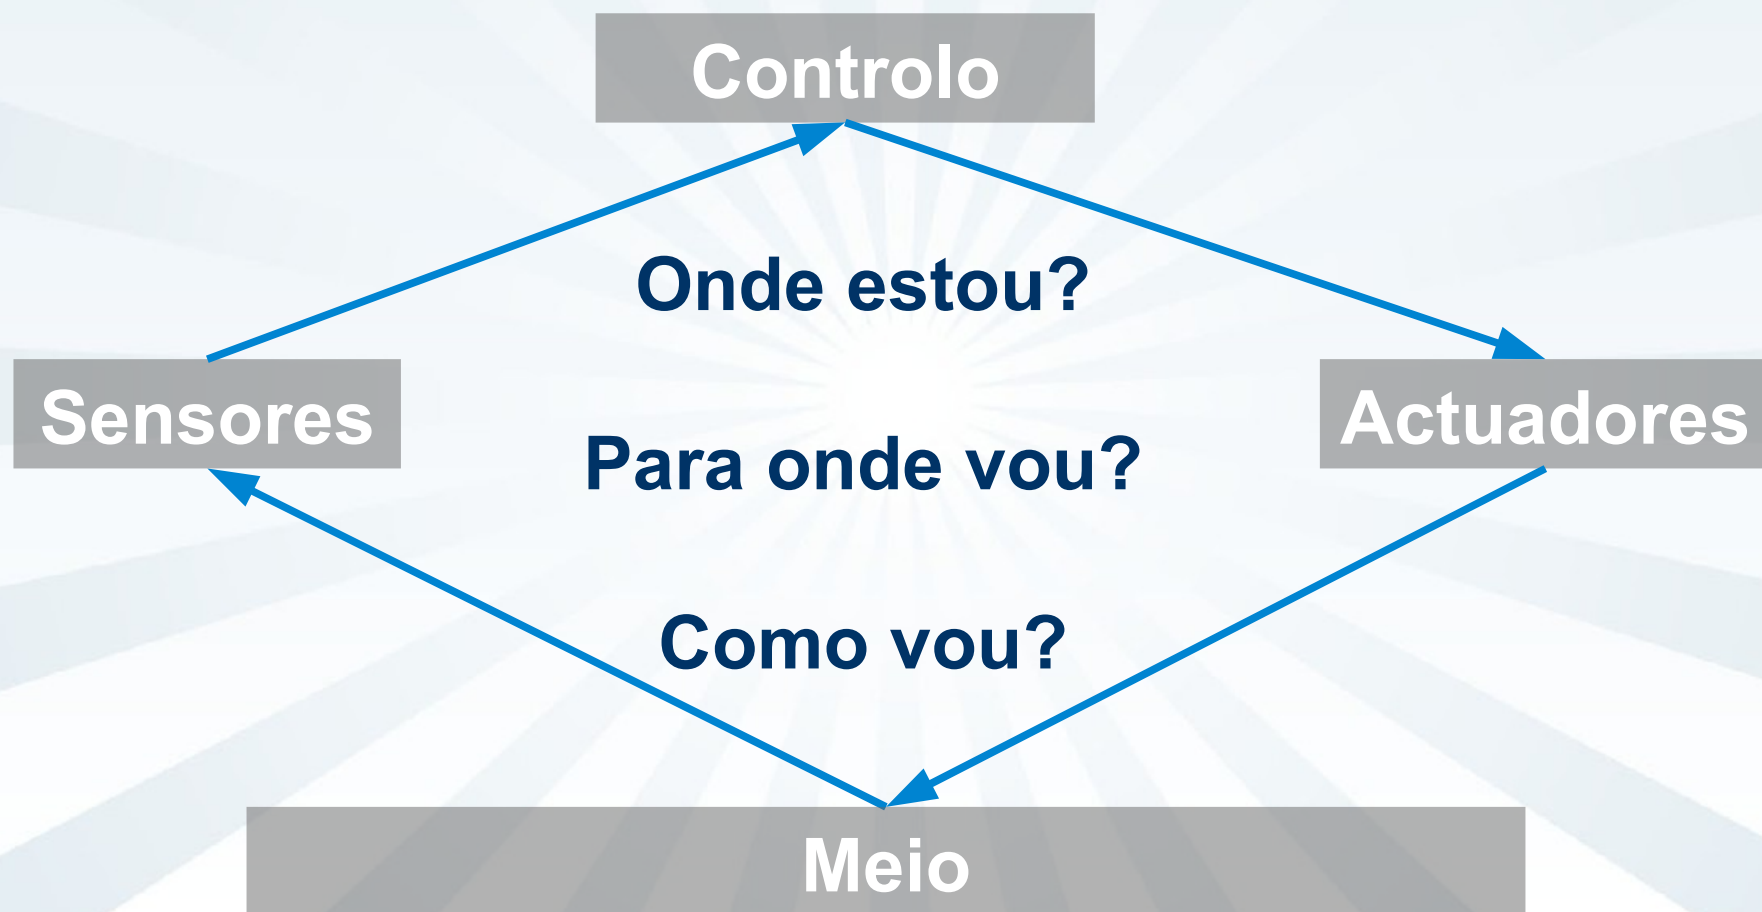 Controlo
Onde estou?
Sensores
Actuadores
Para onde vou?
Como vou?
Meio